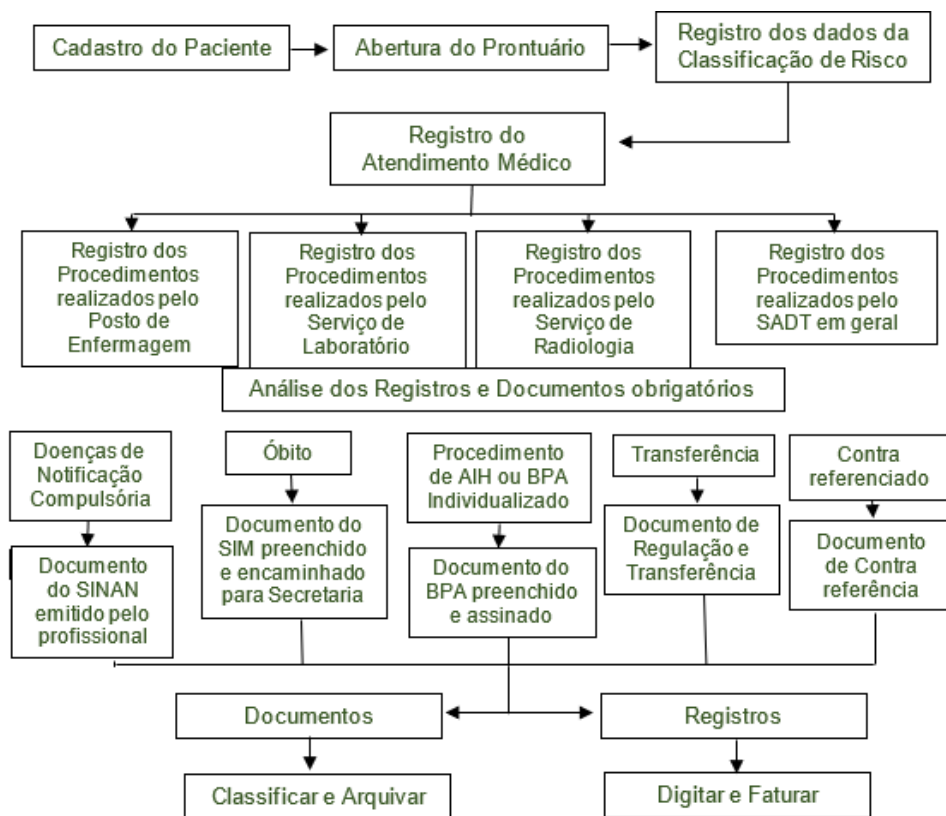 Cadastro do Paciente
Abertura do Prontuário
Registro dos dados da
Classificação de Risco
Registro do
Atendimento Médico
Registro dos
Procedimentos
realizados pelo
Posto de
Enfermagem
Registro dos
Procedimentos
realizados pelo
Serviço de
Laboratório
Registro dos
Procedimentos
realizados pelo
Serviço de
Radiologia
Registro dos
Procedimentos
realizados pelo
SADT em geral
Análise dos Registros e Documentos obrigatórios
Doenças de
Notificação
Compulsória
Óbito
Procedimento
de AIH ou BPA
Individualizado
Transferência
Contra
referenciado
Documento
do SINAN
emitido pelo
profissional
Documento do
SIM preenchido
e encaminhado
para Secretaria
Documento do
BPA preenchido
e assinado
Documento de
Regulação e
Transferência
Documento
de Contra
referência
Documentos
Registros
Classificar e Arquivar
Digitar e Faturar